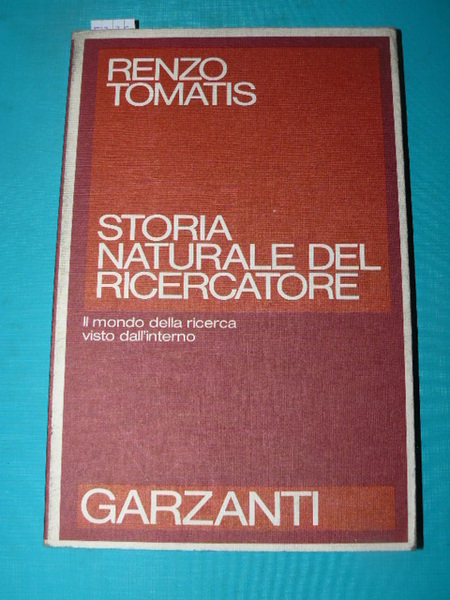 RENZO
TOMATIS
STORIA
NATURALE DEL
RICERCATORE
Il mondo della ricerca
visto dall'interno
GARZANTI